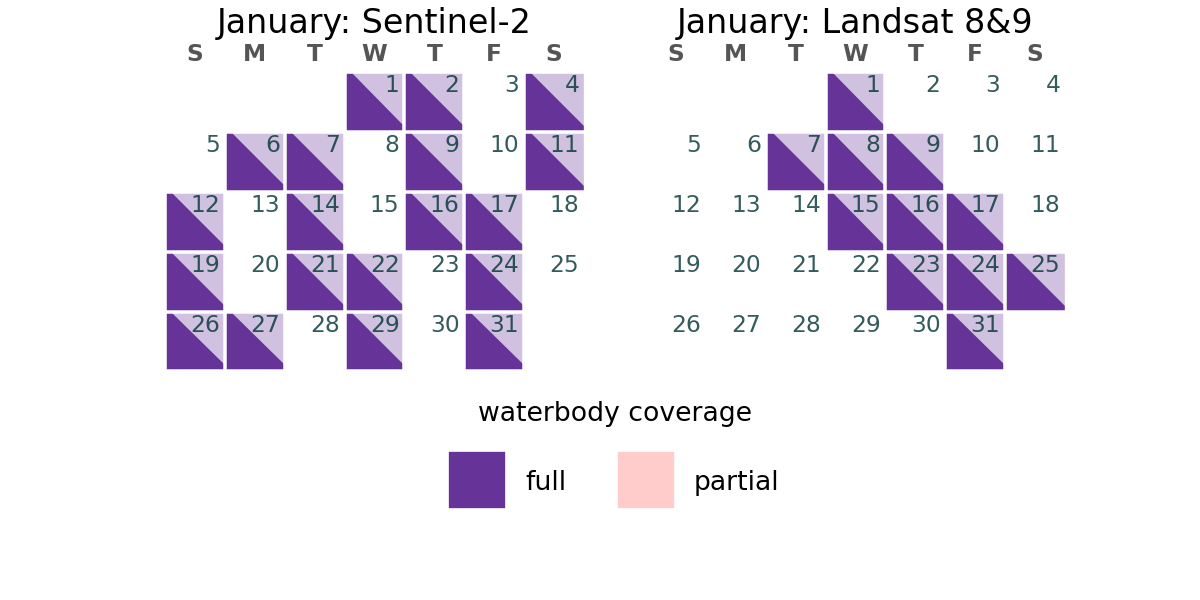 January: Sentinel-2
S M T W T F S
1 2 3 4
5 6 7 8 9 10 11
12 13 14 15 16 17 18
19 20 21 22 23 24 25
26 27 28 29 30 31
January: Landsat 8&9
S M T W T F S
1 2 3 4
5 6 7 8 9 10 11
12 13 14 15 16 17 18
19 20 21 22 23 24 25
26 27 28 29 30 31
waterbody coverage
full partial